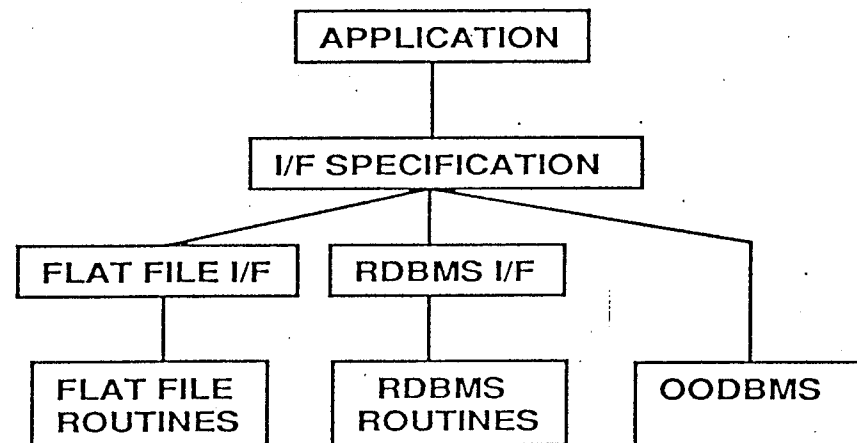 APPLICATION
I/F SPECIFICATION
FLAT FILE I/F
RDBMS I/F
FLAT FILE
ROUTINES
RDBMS
ROUTINES
OODBMS